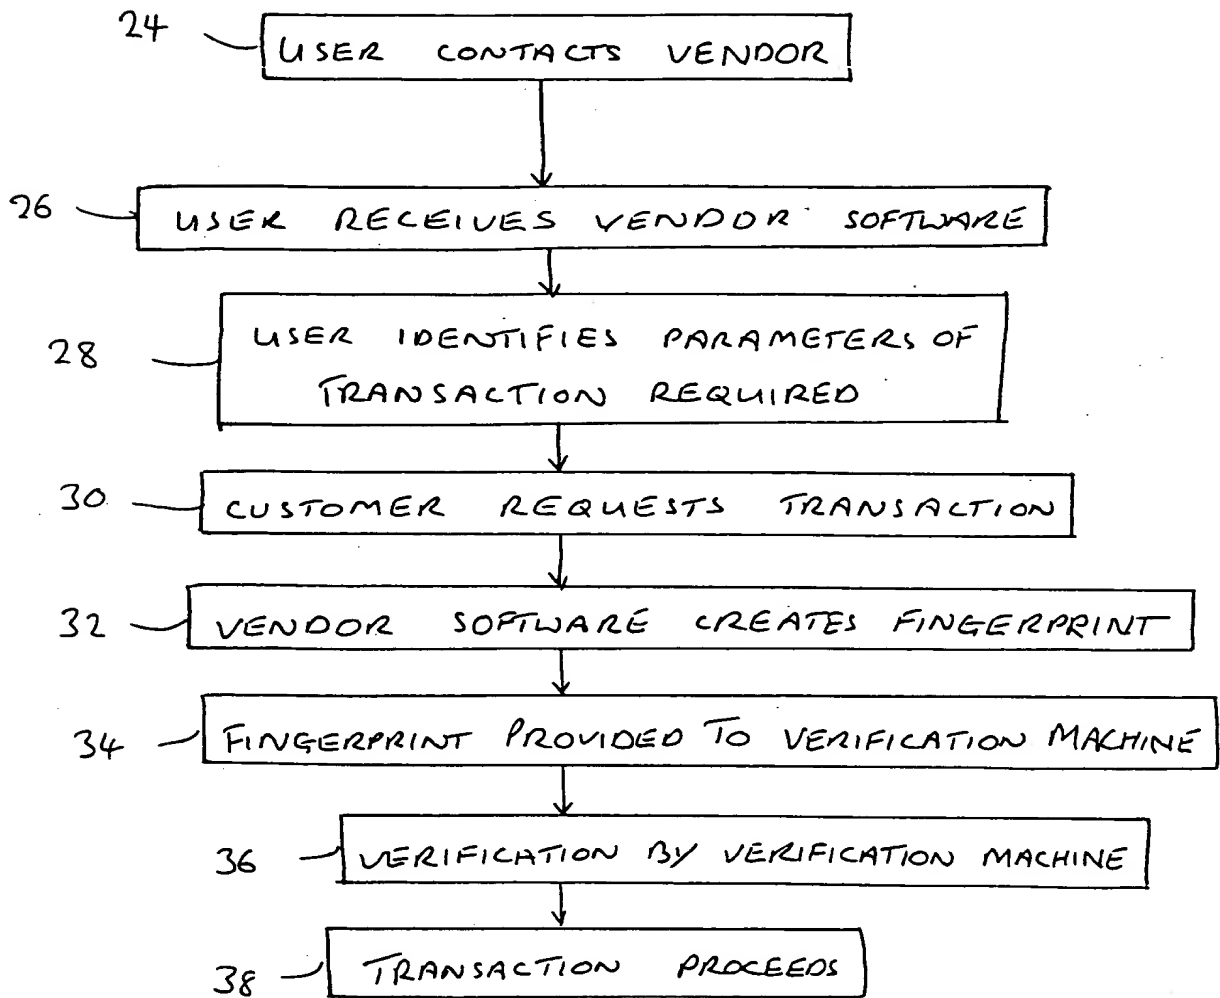 24 USER CONTACTS VENDOR
26 USER RECEIVES VENDOR SOFTWARE
28 USER IDENTIFIES PARAMETERS OF
TRANSACTION REQUIRED
30 CUSTOMER REQUESTS TRANSACTION
32 VENDOR SOFTWARE CREATES FINGERPRINT
34 FINGERPRINT PROVIDED TO VERIFICATION MACHINE
36 VERIFICATION BY VERIFICATION MACHINE
38 TRANSACTION PROCEEDS